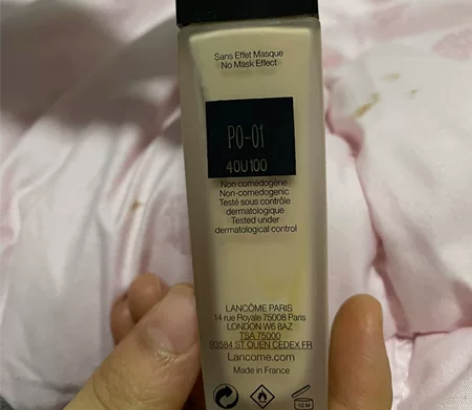 Sans Effet Masque
No Mask Effect
PO-01
40U100
Non comédogène
Non-comedogenic
Testé sous contrôle
dermatologique
Tested under
dermatological control
LANCÔME PARIS
14 rue Royale 75008 Paris
LONDON W6 8AZ
TSA 75000
93584 ST OUEN CEDEX FR
Lancome.com
Made in France
12 M